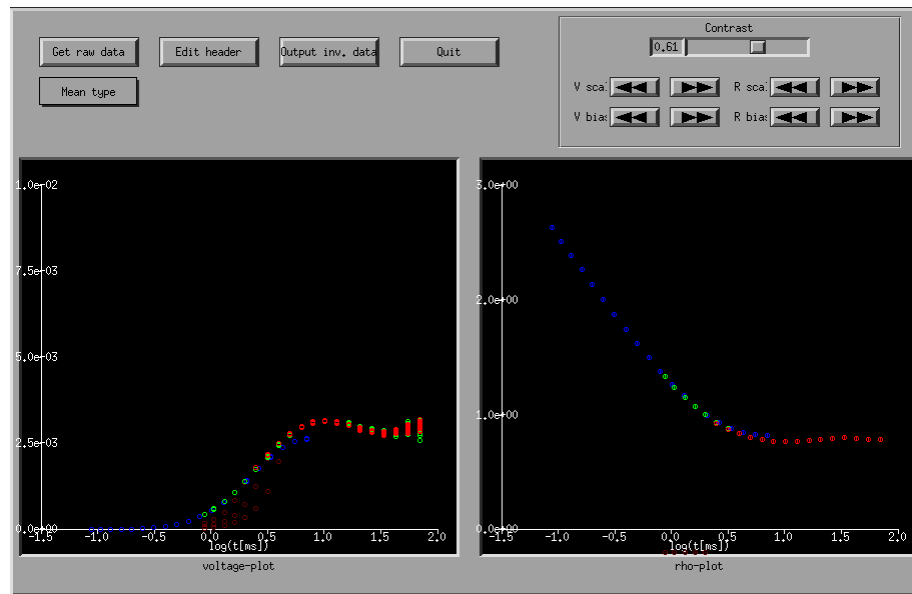 Contrast
Get raw data Edit header Output inv. data Quit
0.61
Mean type
V sca R sca
V bias R bias
1.0e-02 3.0e+00
7.5e-03
2.0e+00
5.0e-03
2.5e-03 1.0e+00
0.0e+00 0.0e+00
-1.5 -1.0 -0.5 0.0 0.5 1.0 1.5 2.0 -1.5 -1.0 -0.5 0.0 0.5 1.0 1.5 2.0
log(t[ms]) log(t[ms])
voltage-plot rho-plot